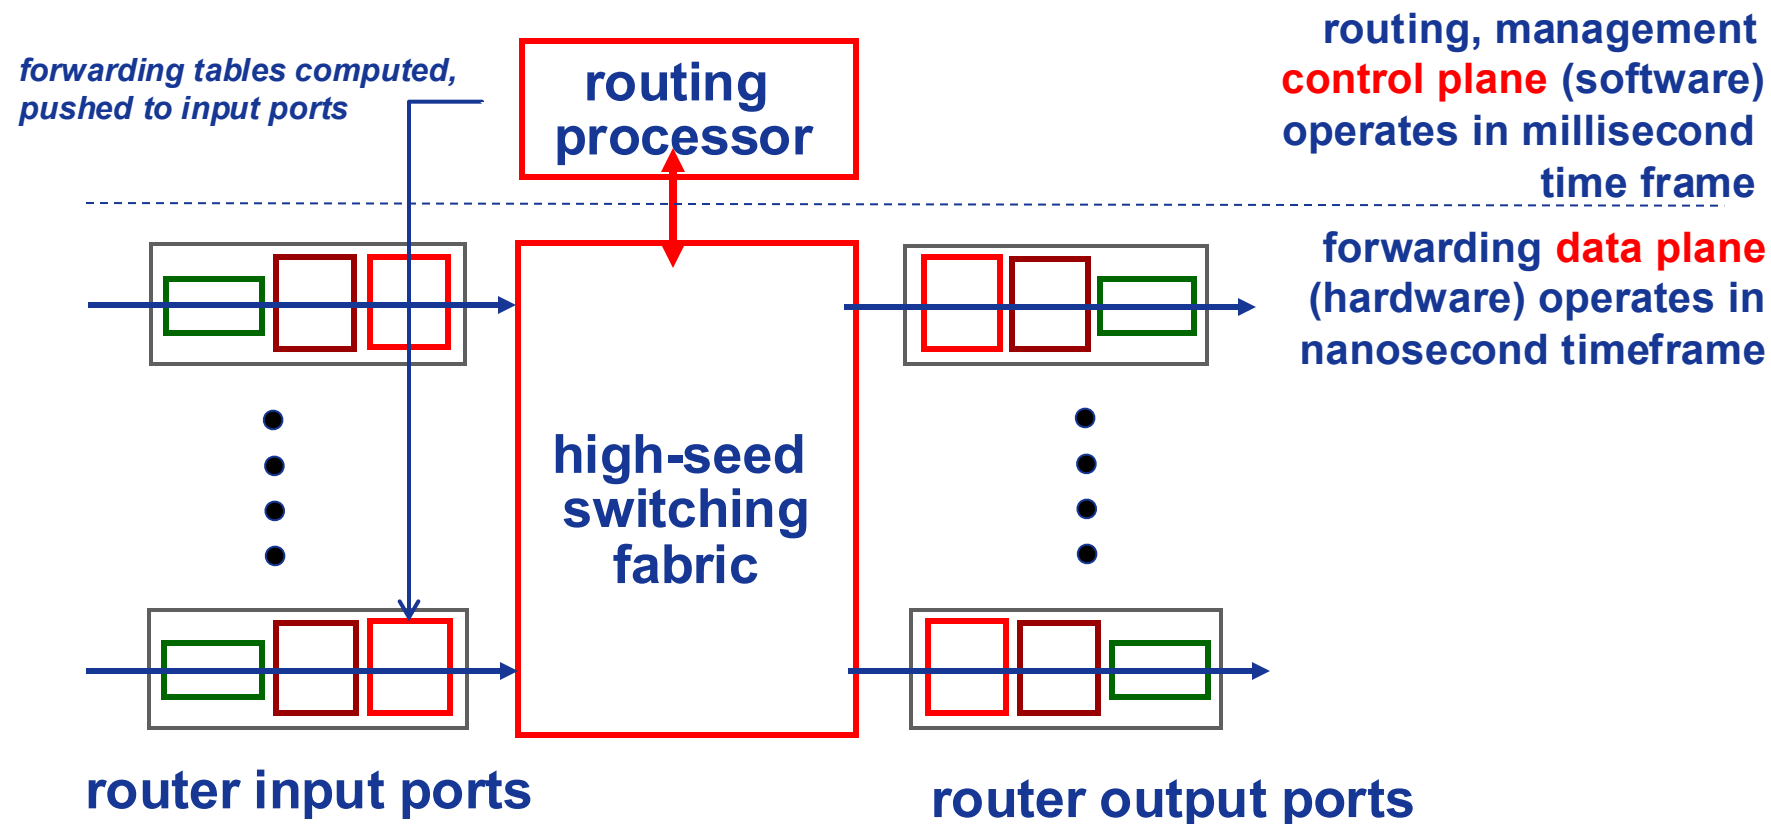 forwarding tables computed,
pushed to input ports
routing
processor
routing, management
control plane (software)
operates in millisecond
time frame
forwarding data plane
(hardware) operates in
nanosecond timeframe
high-seed
switching
fabric
router input ports
router output ports